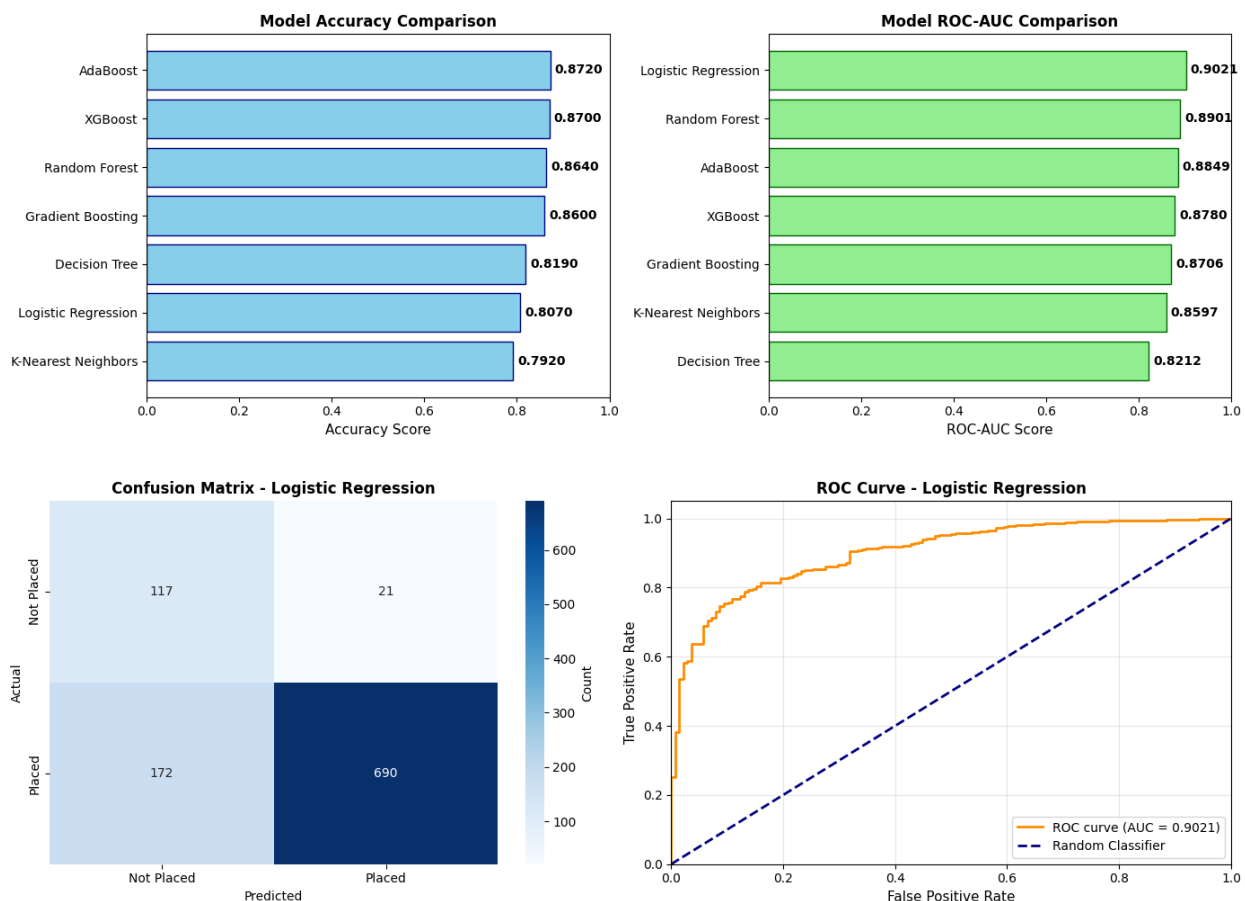 Model Accuracy Comparison
AdaBoost
0.8720
XGBoost
0.8700
Random Forest
0.8640
Gradient Boosting
0.8600
Decision Tree
0.8190
Logistic Regression
0.8070
K-Nearest Neighbors
0.7920
0.0 0.2 0.4 0.6 0.8 1.0
Accuracy Score
Model ROC-AUC Comparison
Logistic Regression
0.9021
Random Forest
0.8901
AdaBoost
0.8849
XGBoost
0.8780
Gradient Boosting
0.8706
K-Nearest Neighbors
0.8597
Decision Tree
0.8212
0.0 0.2 0.4 0.6 0.8 1.0
ROC-AUC Score
Confusion Matrix - Logistic Regression
Actual
Not Placed
117 21
Placed
172 690
Not Placed Placed
Predicted
600
500
400
300
200
100
Count
ROC Curve - Logistic Regression
True Positive Rate
1.0
0.8
0.6
0.4
0.2
0.0
0.0 0.2 0.4 0.6 0.8 1.0
False Positive Rate
ROC curve (AUC = 0.9021)
Random Classifier